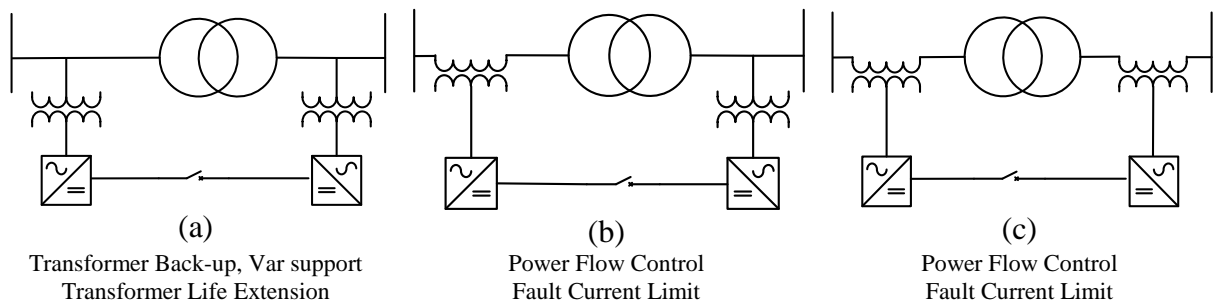 (a)
Transformer Back-up, Var support
Transformer Life Extension
(b)
Power Flow Control
Fault Current Limit
(c)
Power Flow Control
Fault Current Limit